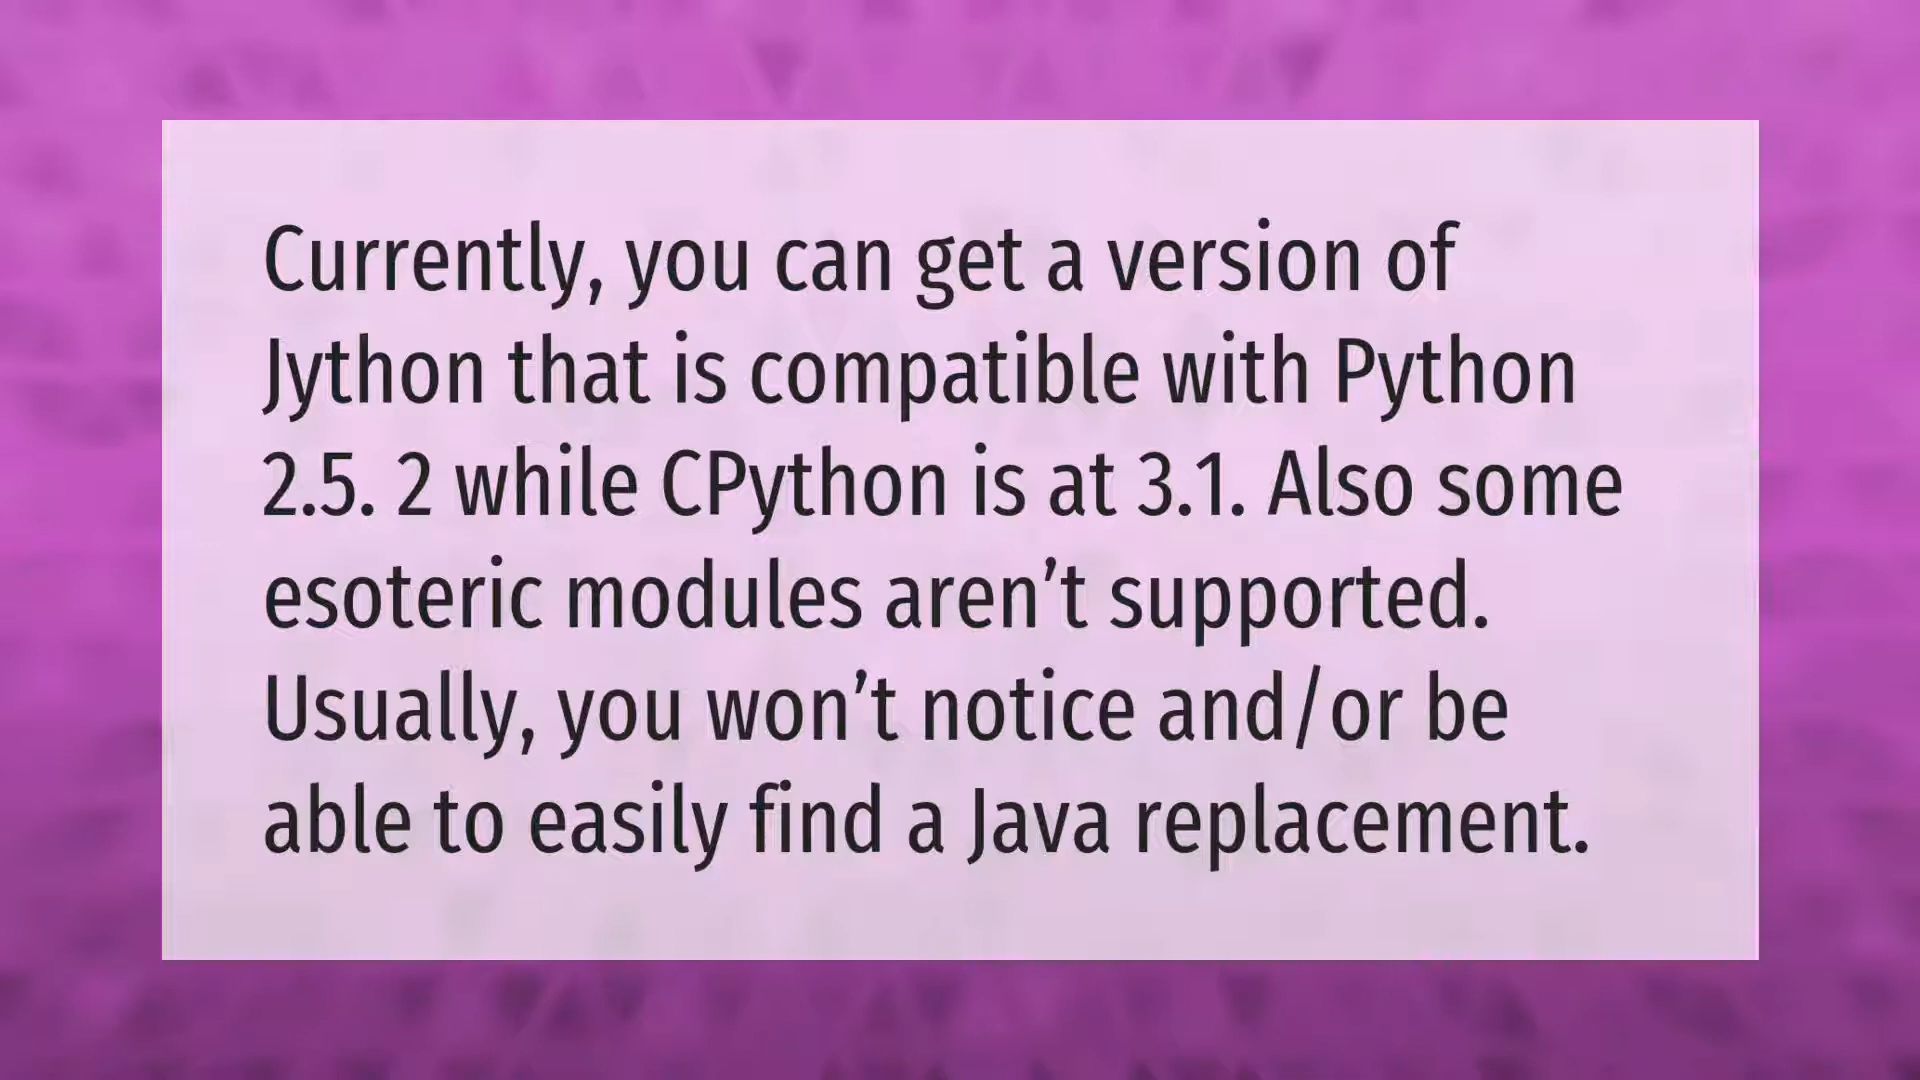 Currently, you can get a version of
Jython that is compatible with Python
2.5. 2 while CPython is at 3.1. Also some
esoteric modules aren’t supported.
Usually, you won’t notice and/or be
able to easily find a Java replacement.